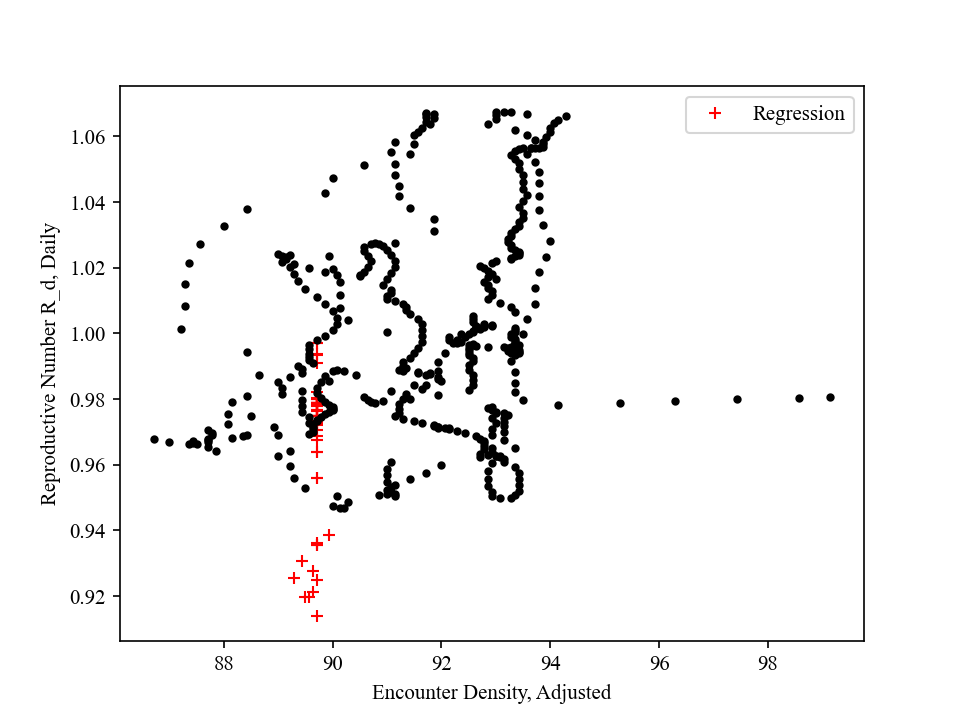 Regression
1.06
1.04
1.02
1.00
0.98
0.96
0.94
0.92
Reproductive Number R_d, Daily
88 90 92 94 96 98
Encounter Density, Adjusted